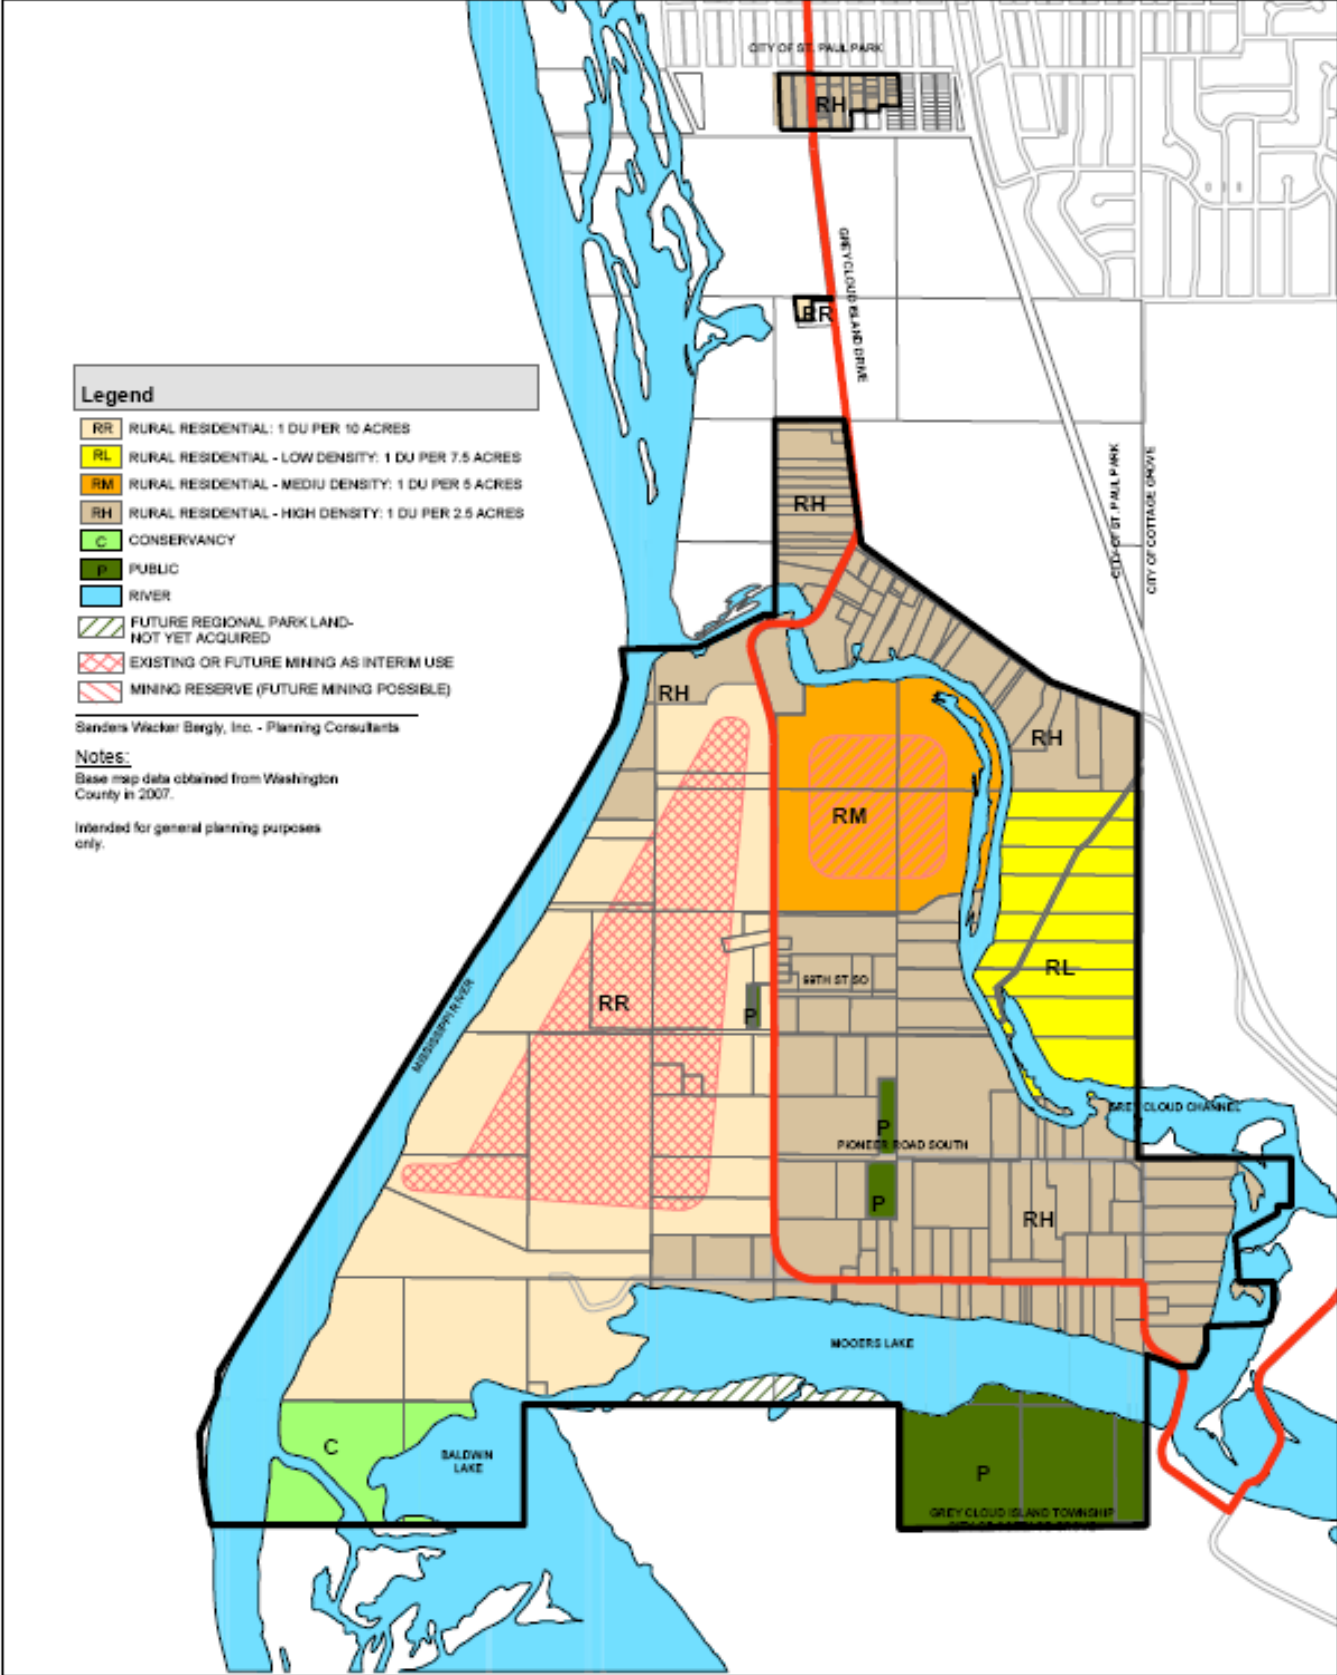 CITY OF ST. PAUL PARK
RH
GREY CLOUD ISLAND DRIVE
RR
Legend
RR RURAL RESIDENTIAL: 1 DU PER 10 ACRES
RL RURAL RESIDENTIAL - LOW DENSITY: 1 DU PER 7.5 ACRES
RM RURAL RESIDENTIAL - MEDIU DENSITY: 1 DU PER 5 ACRES
RH RURAL RESIDENTIAL - HIGH DENSITY: 1 DU PER 2.5 ACRES
C CONSERVANCY
P PUBLIC
RIVER
FUTURE REGIONAL PARK LAND-
NOT YET ACQUIRED
EXISTING OR FUTURE MINING AS INTERIM USE
MINING RESERVE (FUTURE MINING POSSIBLE)
Sanders Wacker Bergly, Inc. - Planning Consultants
Notes:
Base map data obtained from Washington
County in 2007.
Intended for general planning purposes
only.
RH
CITY OF ST. PAUL PARK
CITY OF COTTAGE GROVE
RH
RH
RM
RL
99TH ST SO
RR
P
MISSISSIPPI RIVER
GREY CLOUD CHANNEL
P
PIONEER ROAD SOUTH
P
RH
MOOERS LAKE
C
BALDWIN
LAKE
P
GREY CLOUD ISLAND TOWNSHIP